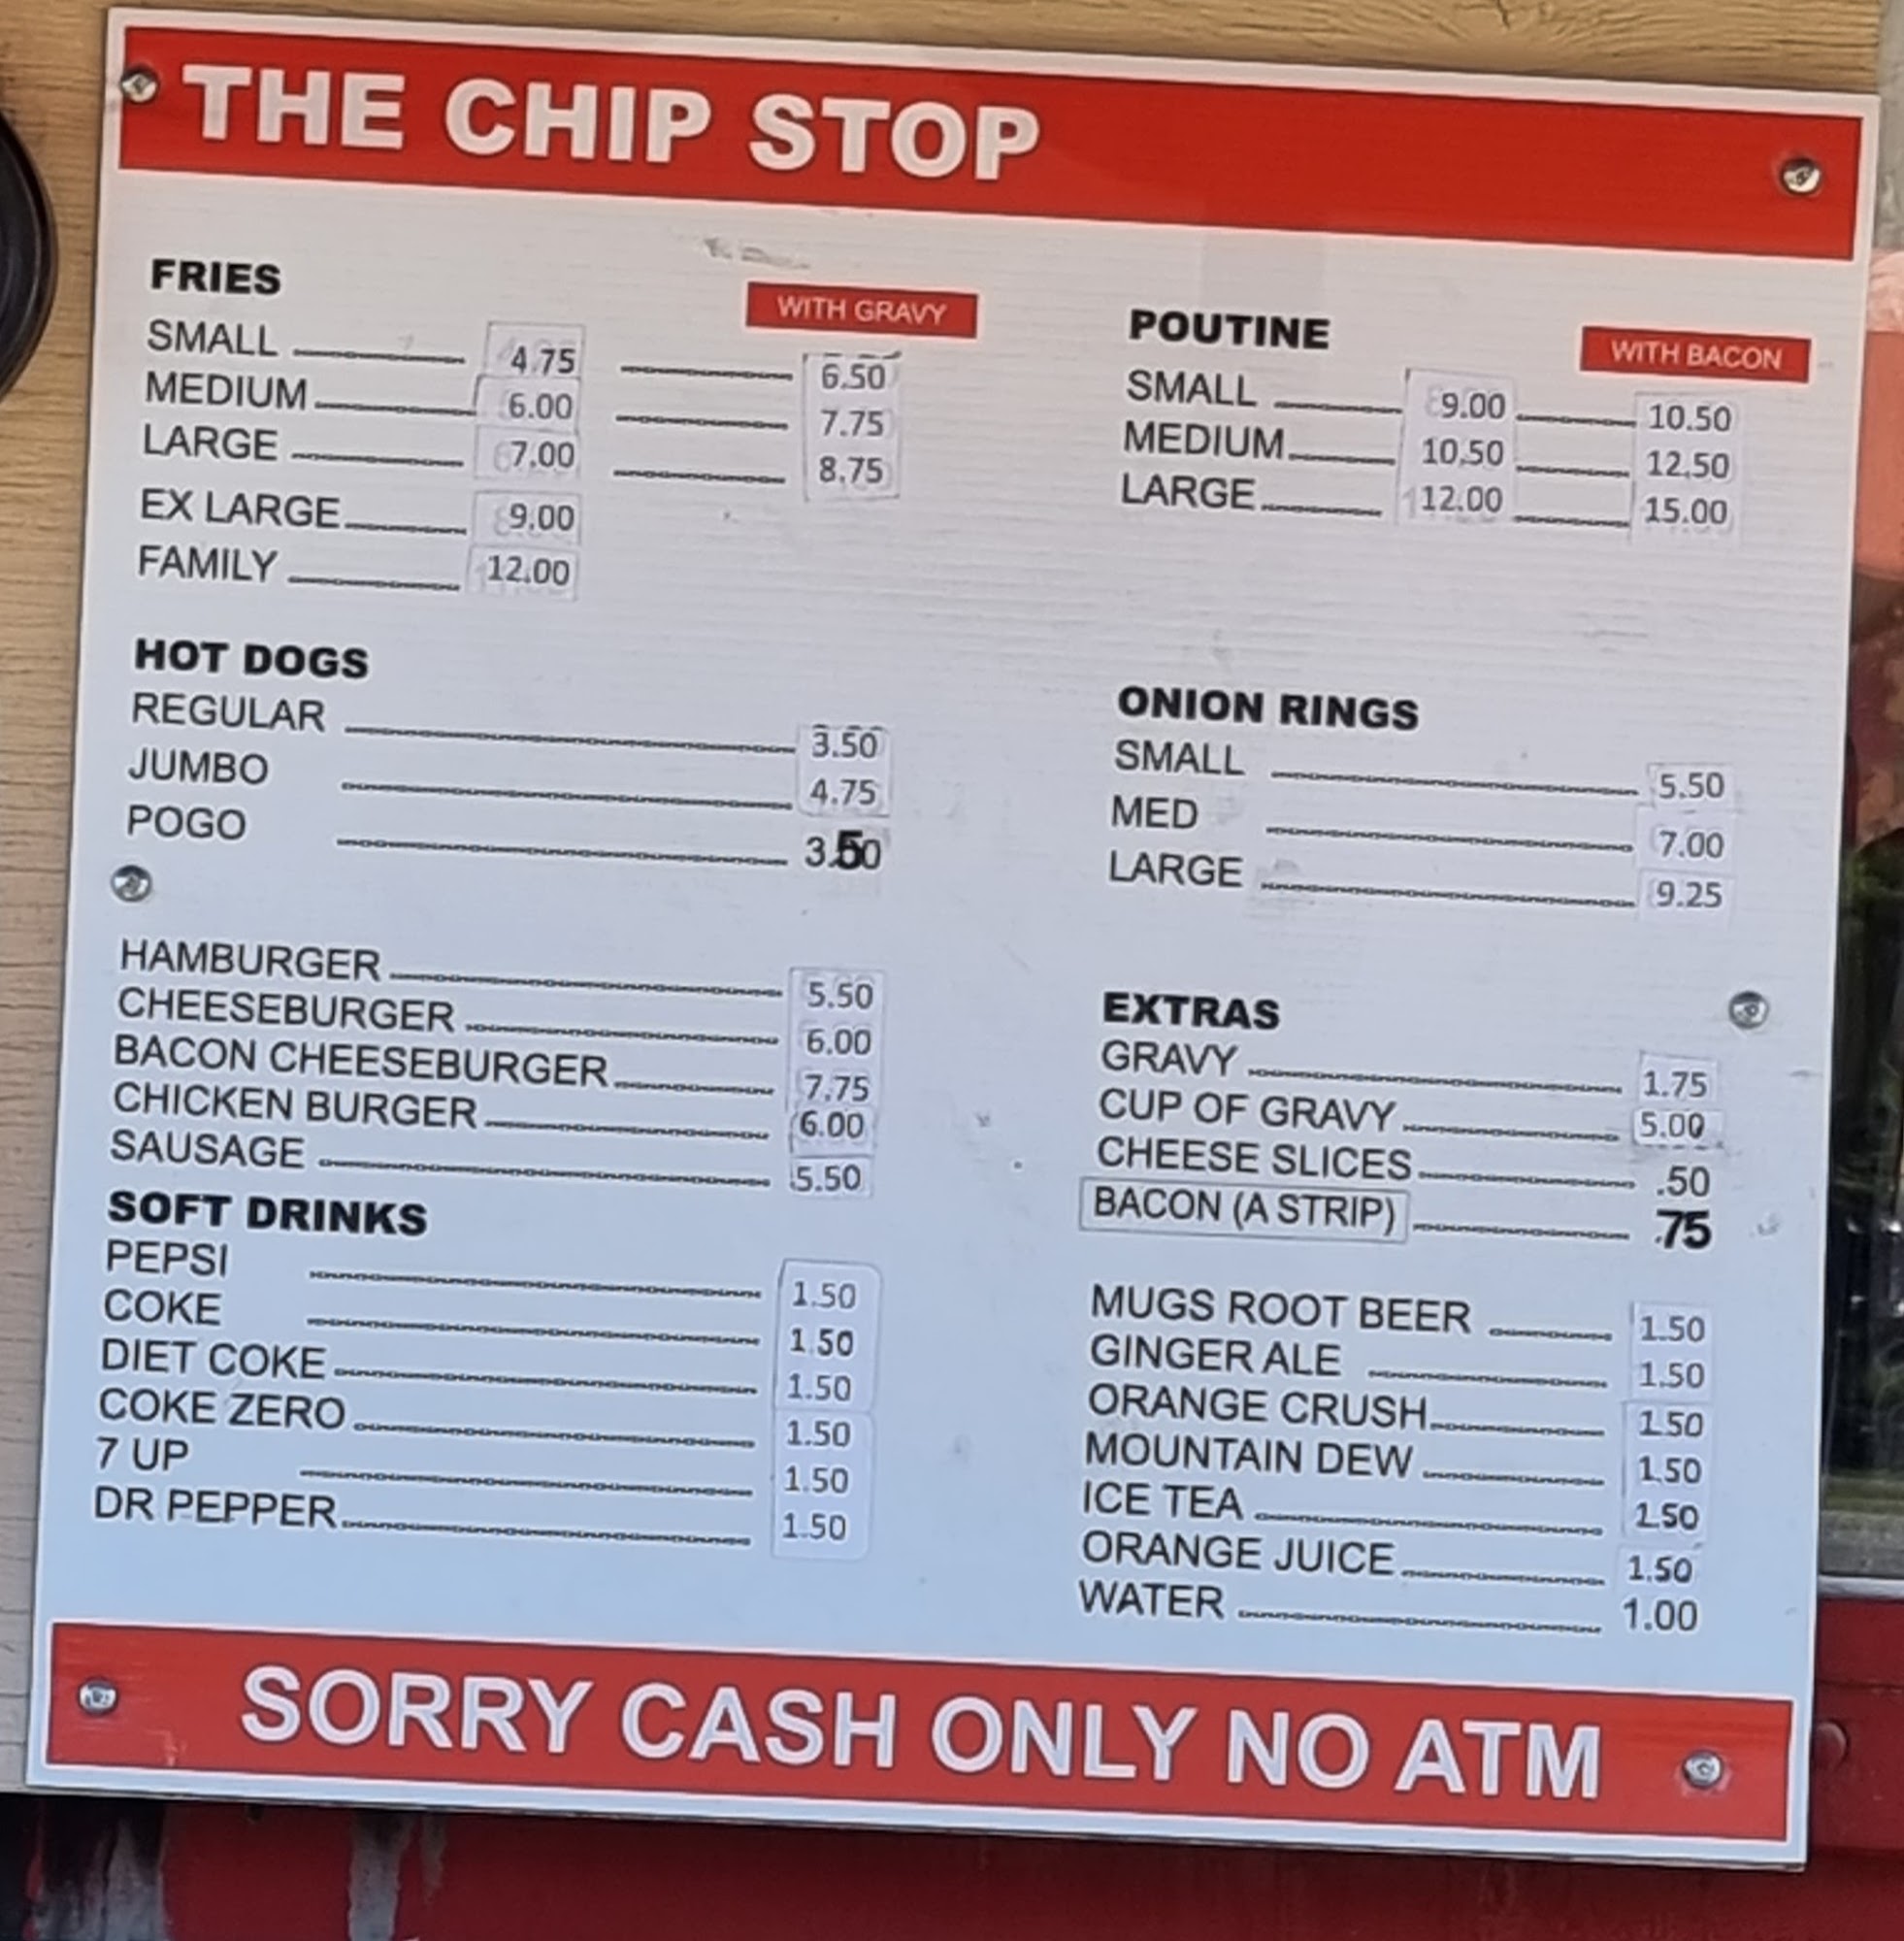 THE CHIP STOP
FRIES
WITH GRAVY
SMALL 4.75 6.50
MEDIUM 6.00 7.75
LARGE 7.00 8.75
EX LARGE 9.00
FAMILY 12.00
POUTINE
WITH BACON
SMALL 9.00 10.50
MEDIUM 10.50 12.50
LARGE 12.00 15.00
HOT DOGS
REGULAR 3.50
JUMBO 4.75
POGO 3.50
ONION RINGS
SMALL 5.50
MED 7.00
LARGE 9.25
HAMBURGER 5.50
CHEESEBURGER 6.00
BACON CHEESEBURGER 7.75
CHICKEN BURGER 6.00
SAUSAGE 5.50
EXTRAS
GRAVY 1.75
CUP OF GRAVY 5.00
CHEESE SLICES .50
BACON (A STRIP) .75
SOFT DRINKS
PEPSI 1.50
COKE 1.50
DIET COKE 1.50
COKE ZERO 1.50
7 UP 1.50
DR PEPPER 1.50
MUGS ROOT BEER 1.50
GINGER ALE 1.50
ORANGE CRUSH 1.50
MOUNTAIN DEW 1.50
ICE TEA 1.50
ORANGE JUICE 1.50
WATER 1.00
SORRY CASH ONLY NO ATM